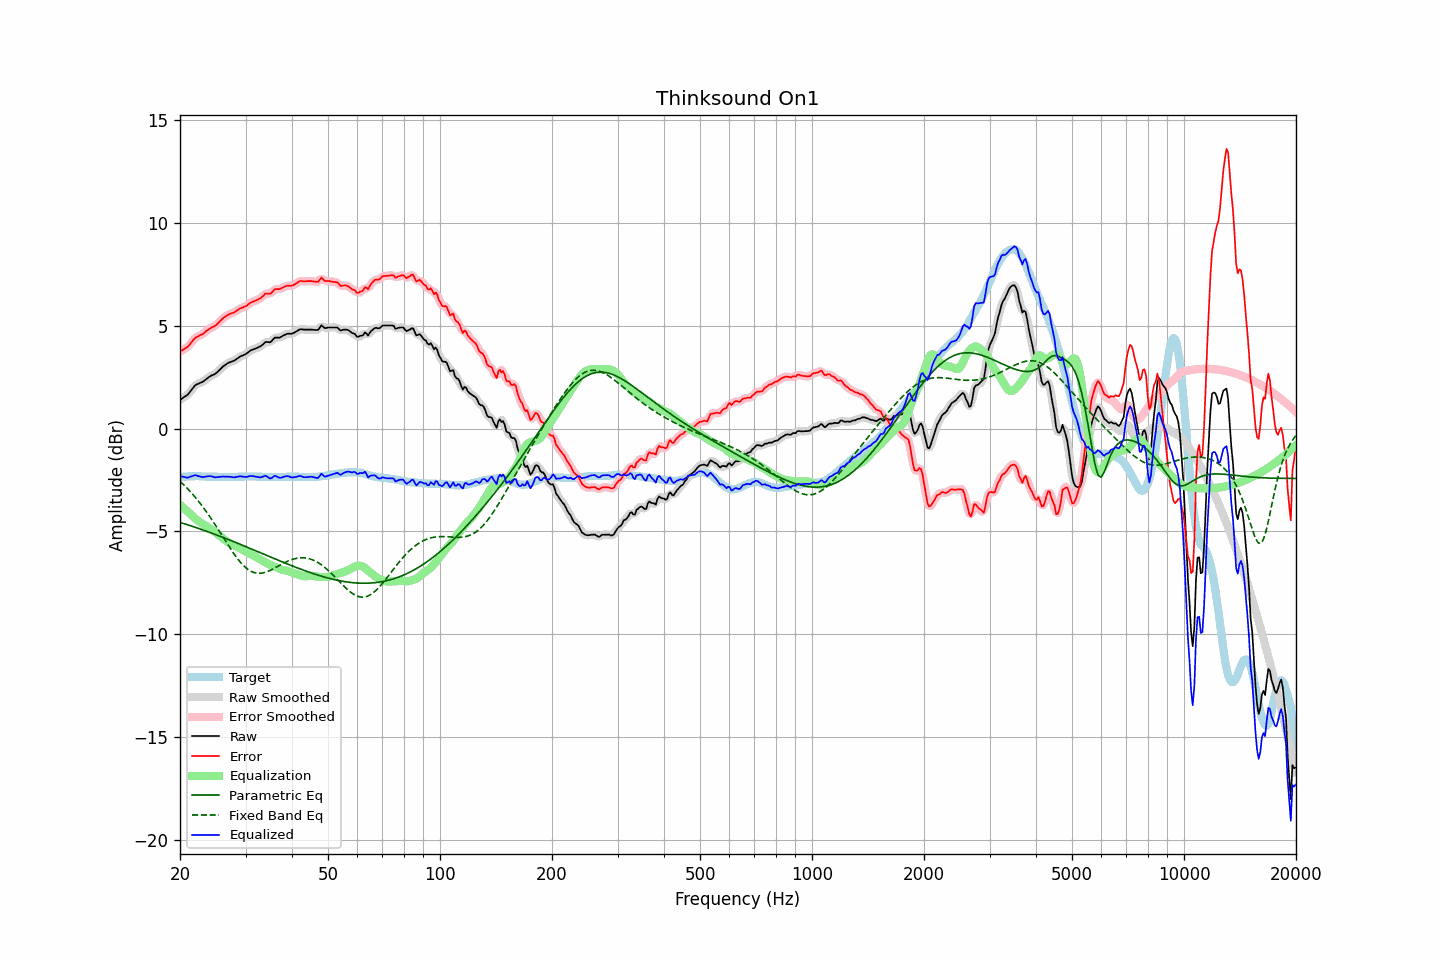 Thinksound On1
15
10
5
0
−5
−10
−15
−20
Amplitude (dBr)
Target
Raw Smoothed
Error Smoothed
Raw
Error
Equalization
Parametric Eq
Fixed Band Eq
Equalized
20 50 100 200 500 1000 2000 5000 10000 20000
Frequency (Hz)